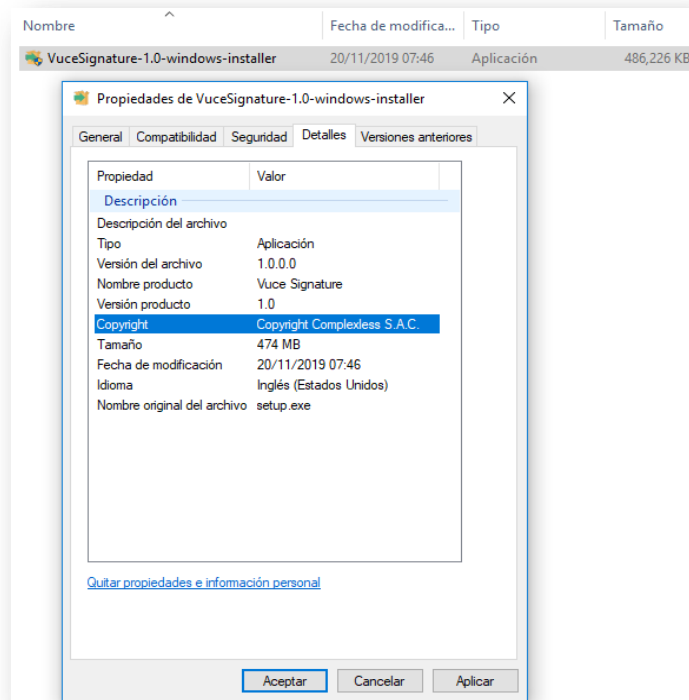 Nombre Fecha de modifica... Tipo Tamaño
VuceSignature-1.0-windows-installer 20/11/2019 07:46 Aplicación 486,226 KB
Propiedades de VuceSignature-1.0-windows-installer
General Compatibilidad Seguridad Detalles Versiones anteriores
Propiedad Valor
Descripción
Descripción del archivo
Tipo Aplicación
Versión del archivo 1.0.0.0
Nombre producto Vuce Signature
Versión producto 1.0
Copyright Copyright Complexless S.A.C.
Tamaño 474 MB
Fecha de modificación 20/11/2019 07:46
Idioma Inglés (Estados Unidos)
Nombre original del archivo setup.exe
Quitar propiedades e información personal
Aceptar Cancelar Aplicar